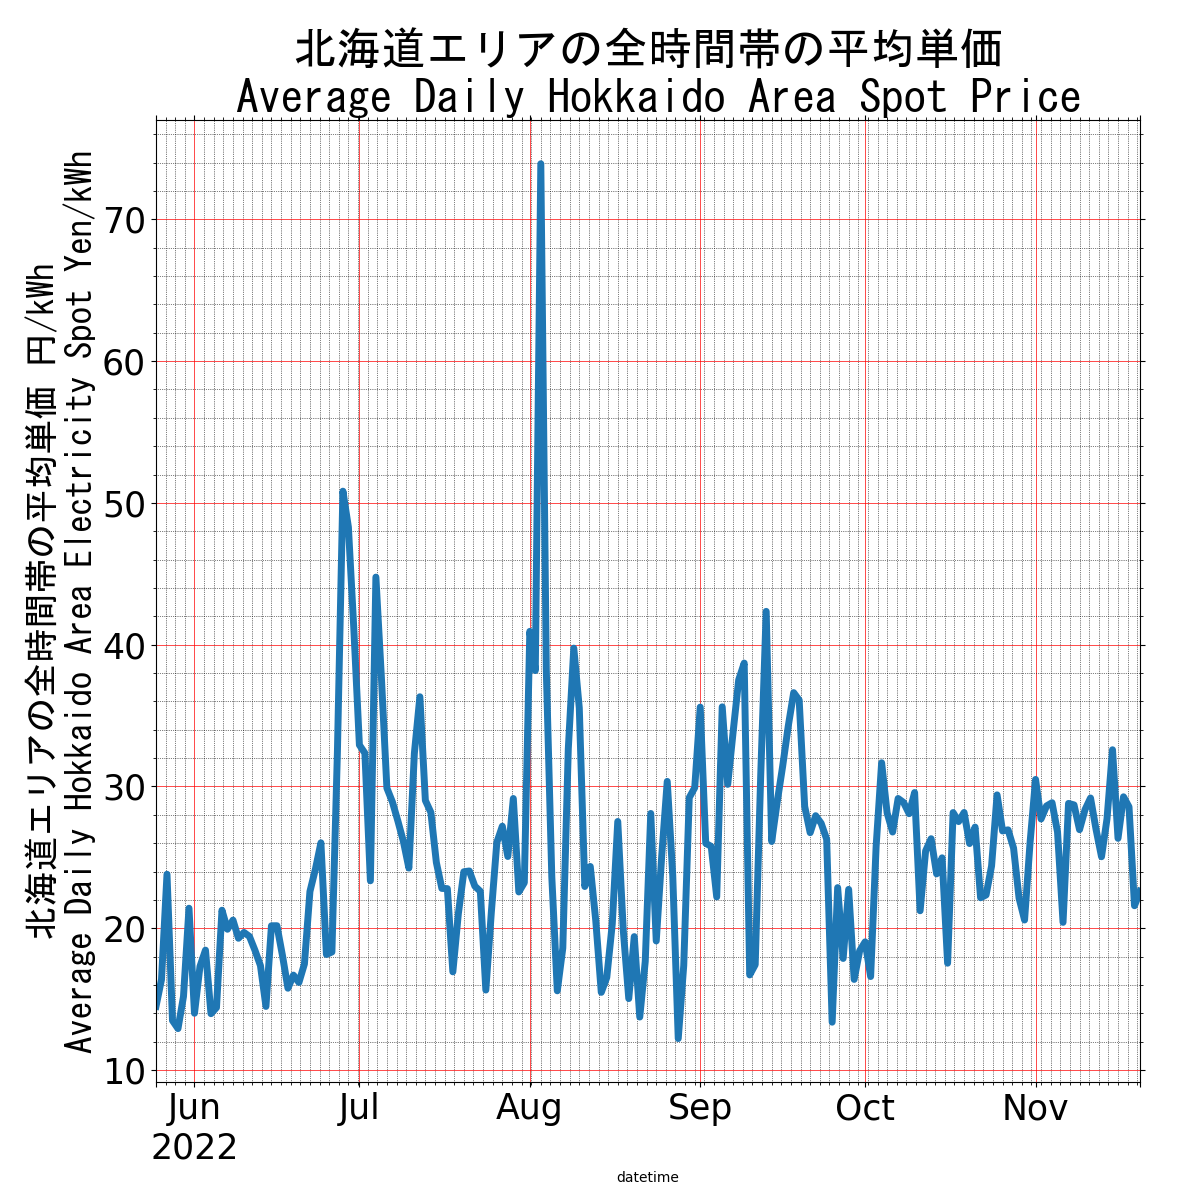 北海道エリアの全時間帯の平均単価
Average Daily Hokkaido Area Spot Price
北海道エリアの全時間帯の平均単価 円/kWh
Average Daily Hokkaido Area Electricity Spot Yen/kWh
70
60
50
40
30
20
10
Jun
Jul
Aug
Sep
Oct
Nov
2022
datetime